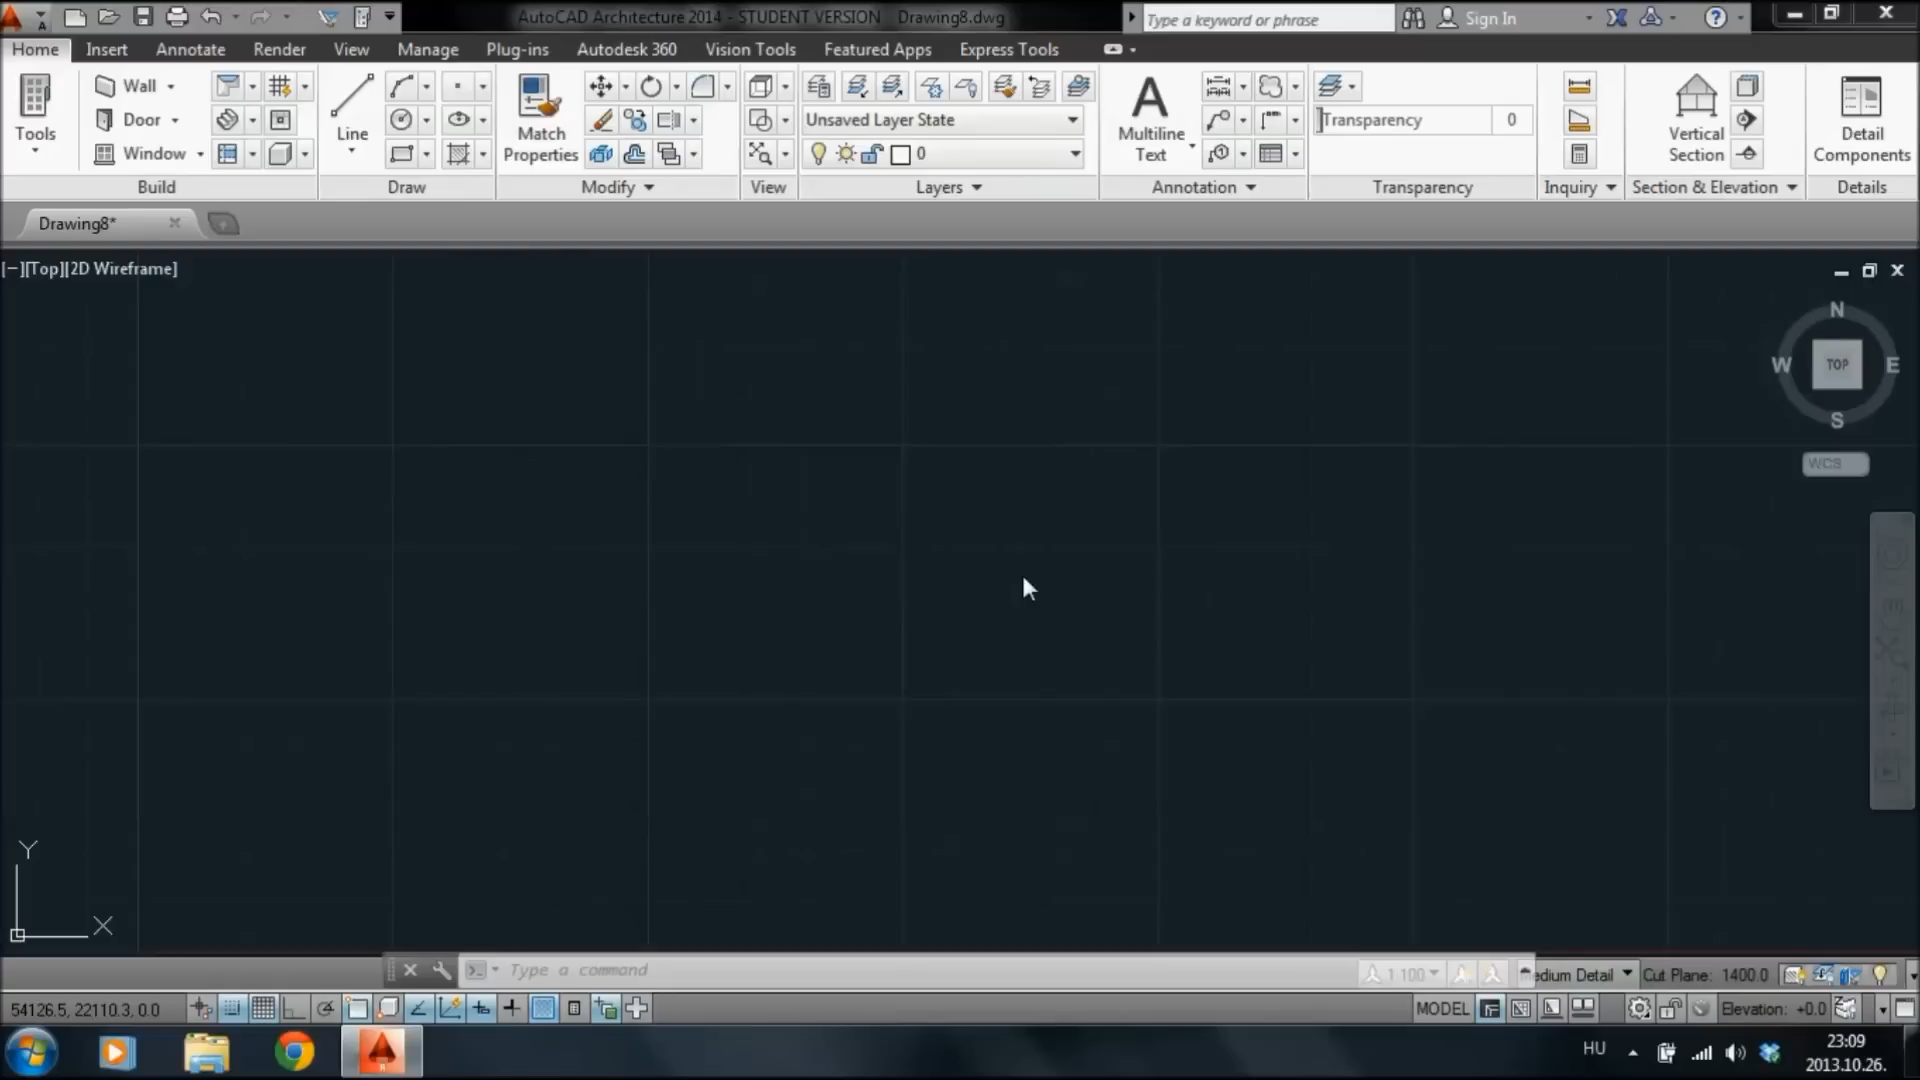 AutoCAD Architecture 2014 - STUDENT VERSION Drawing8.dwg
Type a keyword or phrase
Sign In
Home Insert Annotate Render View Manage Plug-ins Autodesk 360 Vision Tools Featured Apps Express Tools
Tools
Wall
Door
Window
Build
Line
Draw
Match
Properties
Modify
View
Unsaved Layer State
0
Layers
A
Multiline
Text
Annotation
Transparency 0
Transparency
Inquiry
Vertical
Section
Section & Elevation
Detail
Components
Details
Drawing8*
[−][Top][2D Wireframe]
N
W TOP E
S
WCS
Y
X
Type a command
1:100
edium Detail
Cut Plane: 1400.0
54126.5, 22110.3, 0.0
MODEL
Elevation: +0.0
HU
23:09
2013.10.26.